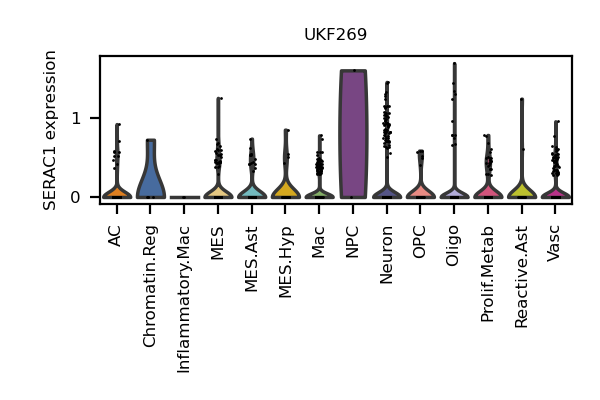 UKF269
SERAC1 expression
1
0
AC
Chromatin.Reg
Inflammatory.Mac
MES
MES.Ast
MES.Hyp
Mac
NPC
Neuron
OPC
Oligo
Prolif.Metab
Reactive.Ast
Vasc